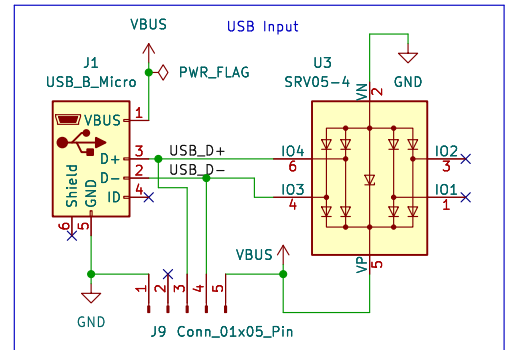 VBUS
USB Input
PWR_FLAG
J1
USB_B_Micro
U3
SRV05-4
GND
VN
2
VBUS
1
D+
3
USB_D+
IO4
6
IO2
3
D-
2
USB_D-
ID
4
IO3
4
IO1
1
Shield
GND
6
5
VBUS
VP
5
1
2
3
4
5
GND
J9 Conn_01x05_Pin